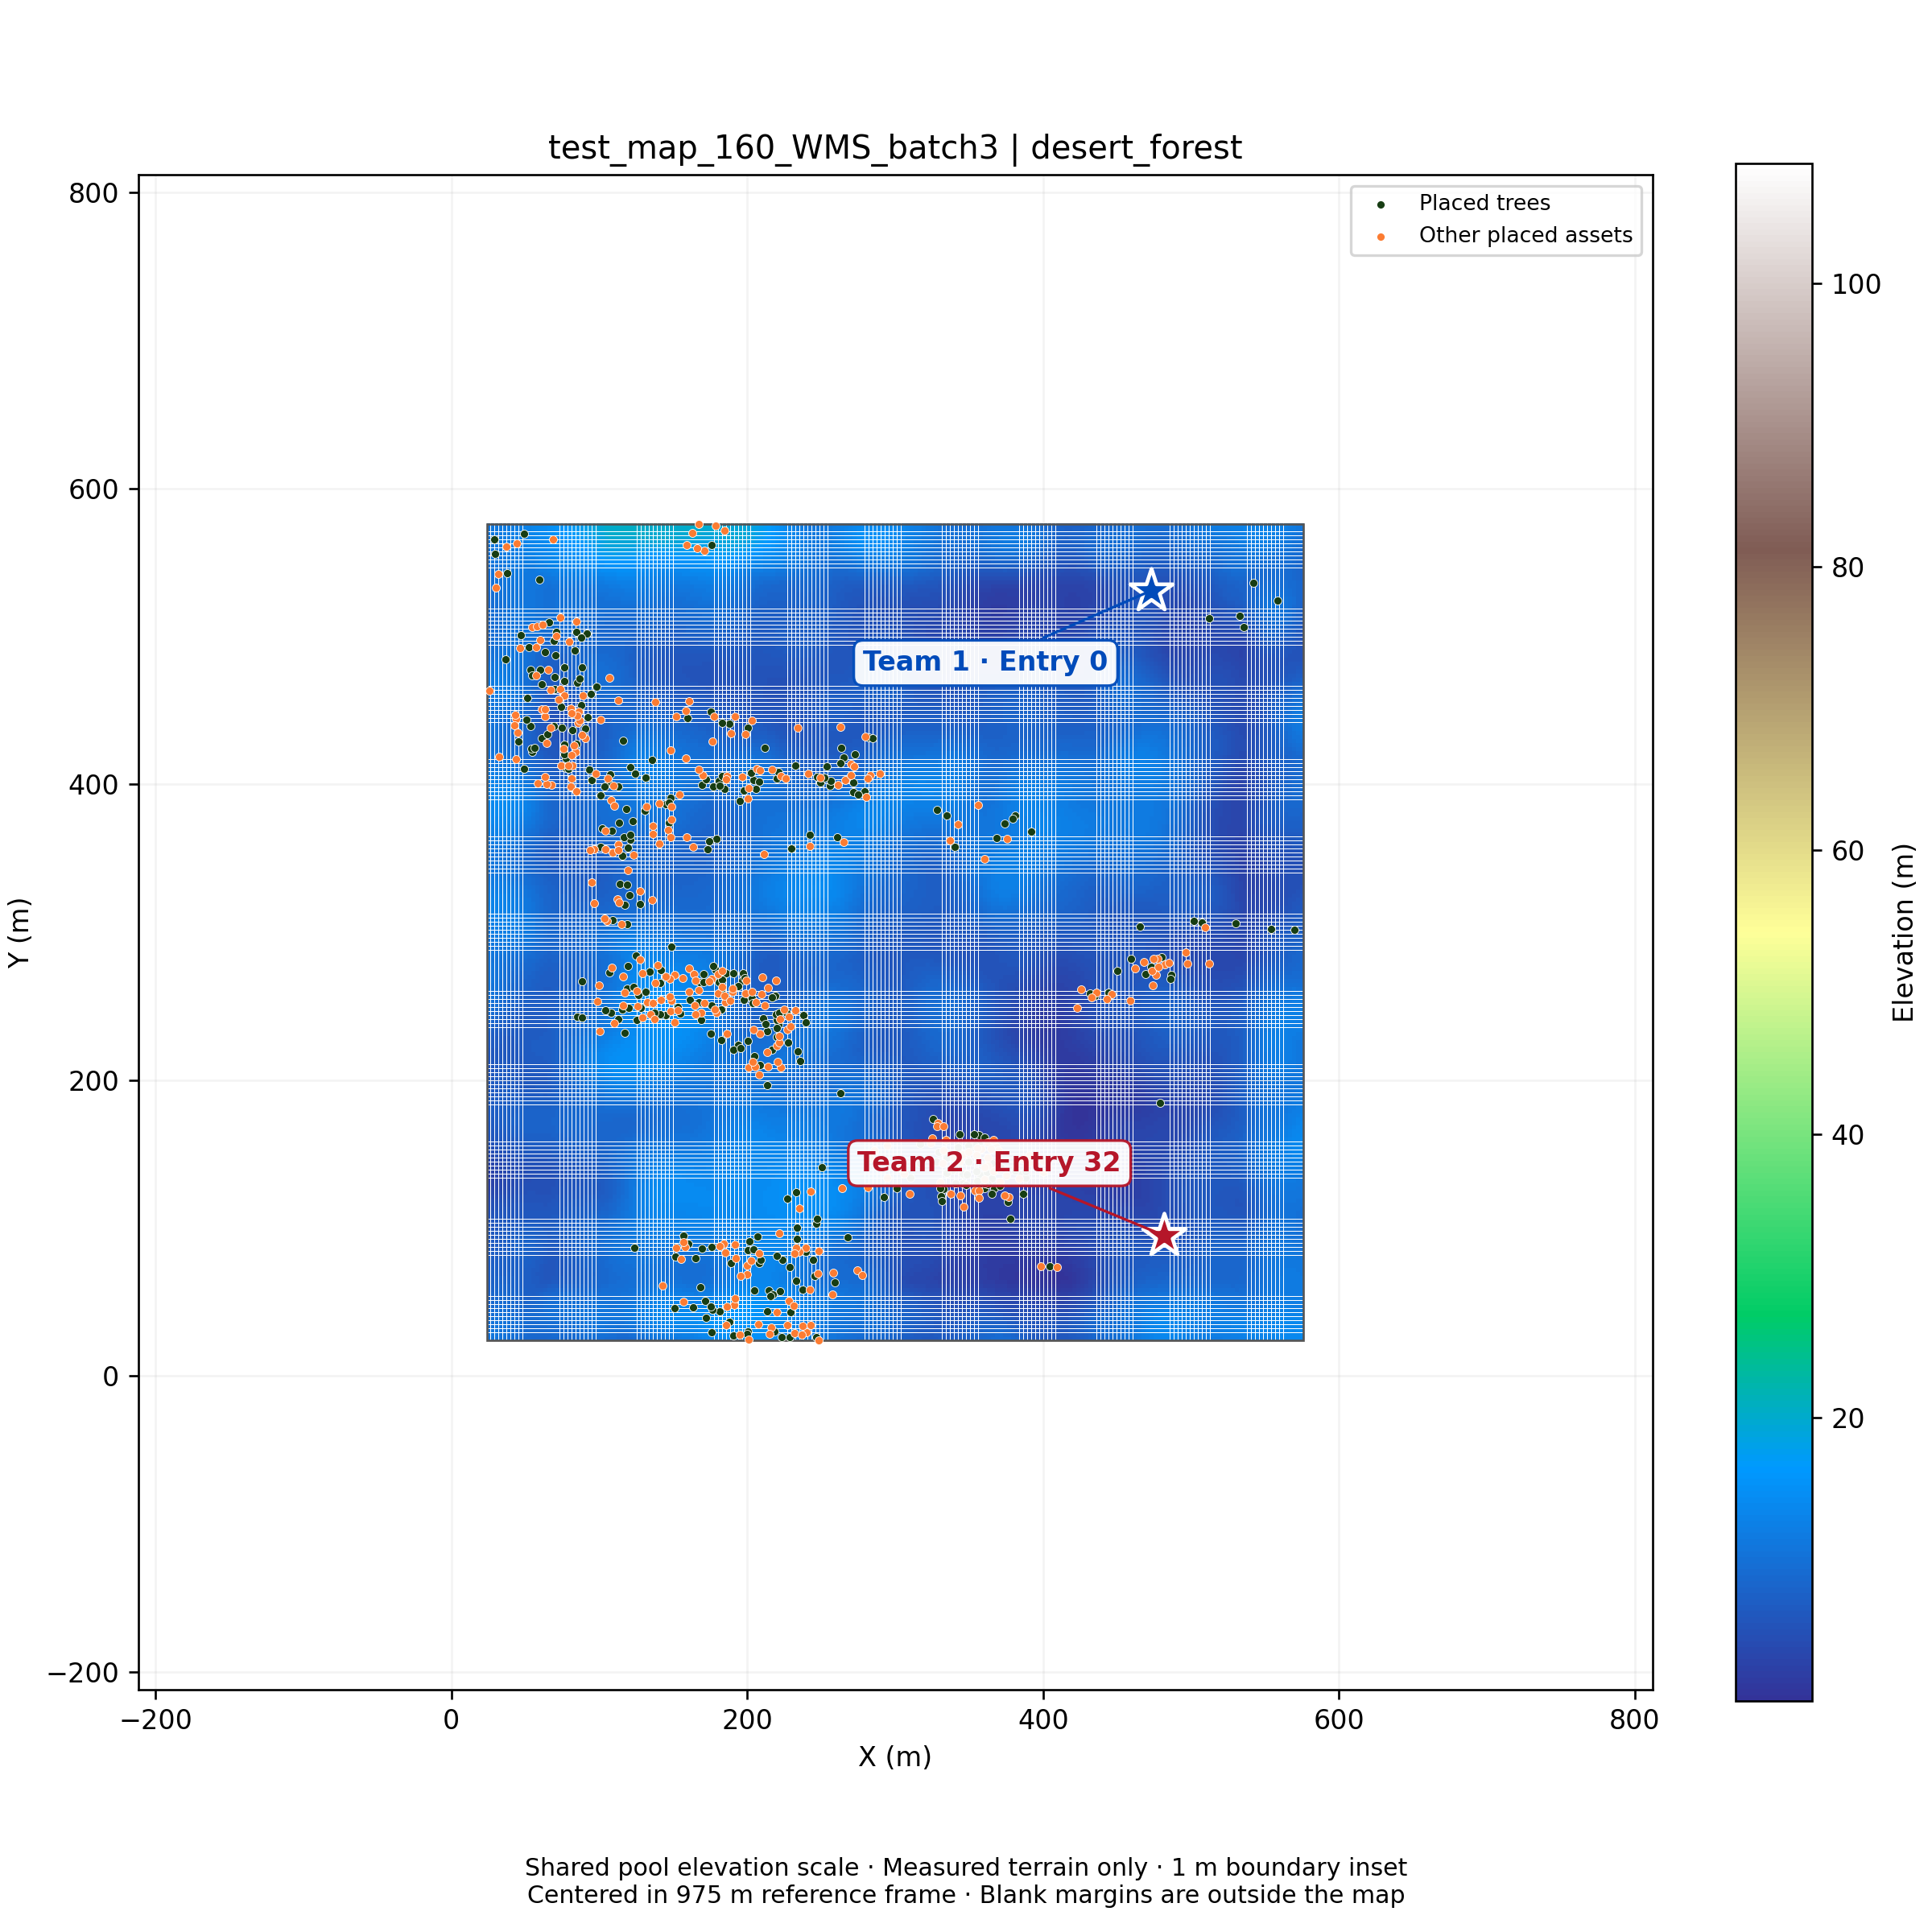 test_map_160_WMS_batch3 | desert_forest
Placed trees
Other placed assets
Team 1 · Entry 0
Team 2 · Entry 32
800
600
400
200
0
−200
Y (m)
−200
0
200
400
600
800
X (m)
100
80
60
40
20
Elevation (m)
Shared pool elevation scale · Measured terrain only · 1 m boundary inset
Centered in 975 m reference frame · Blank margins are outside the map